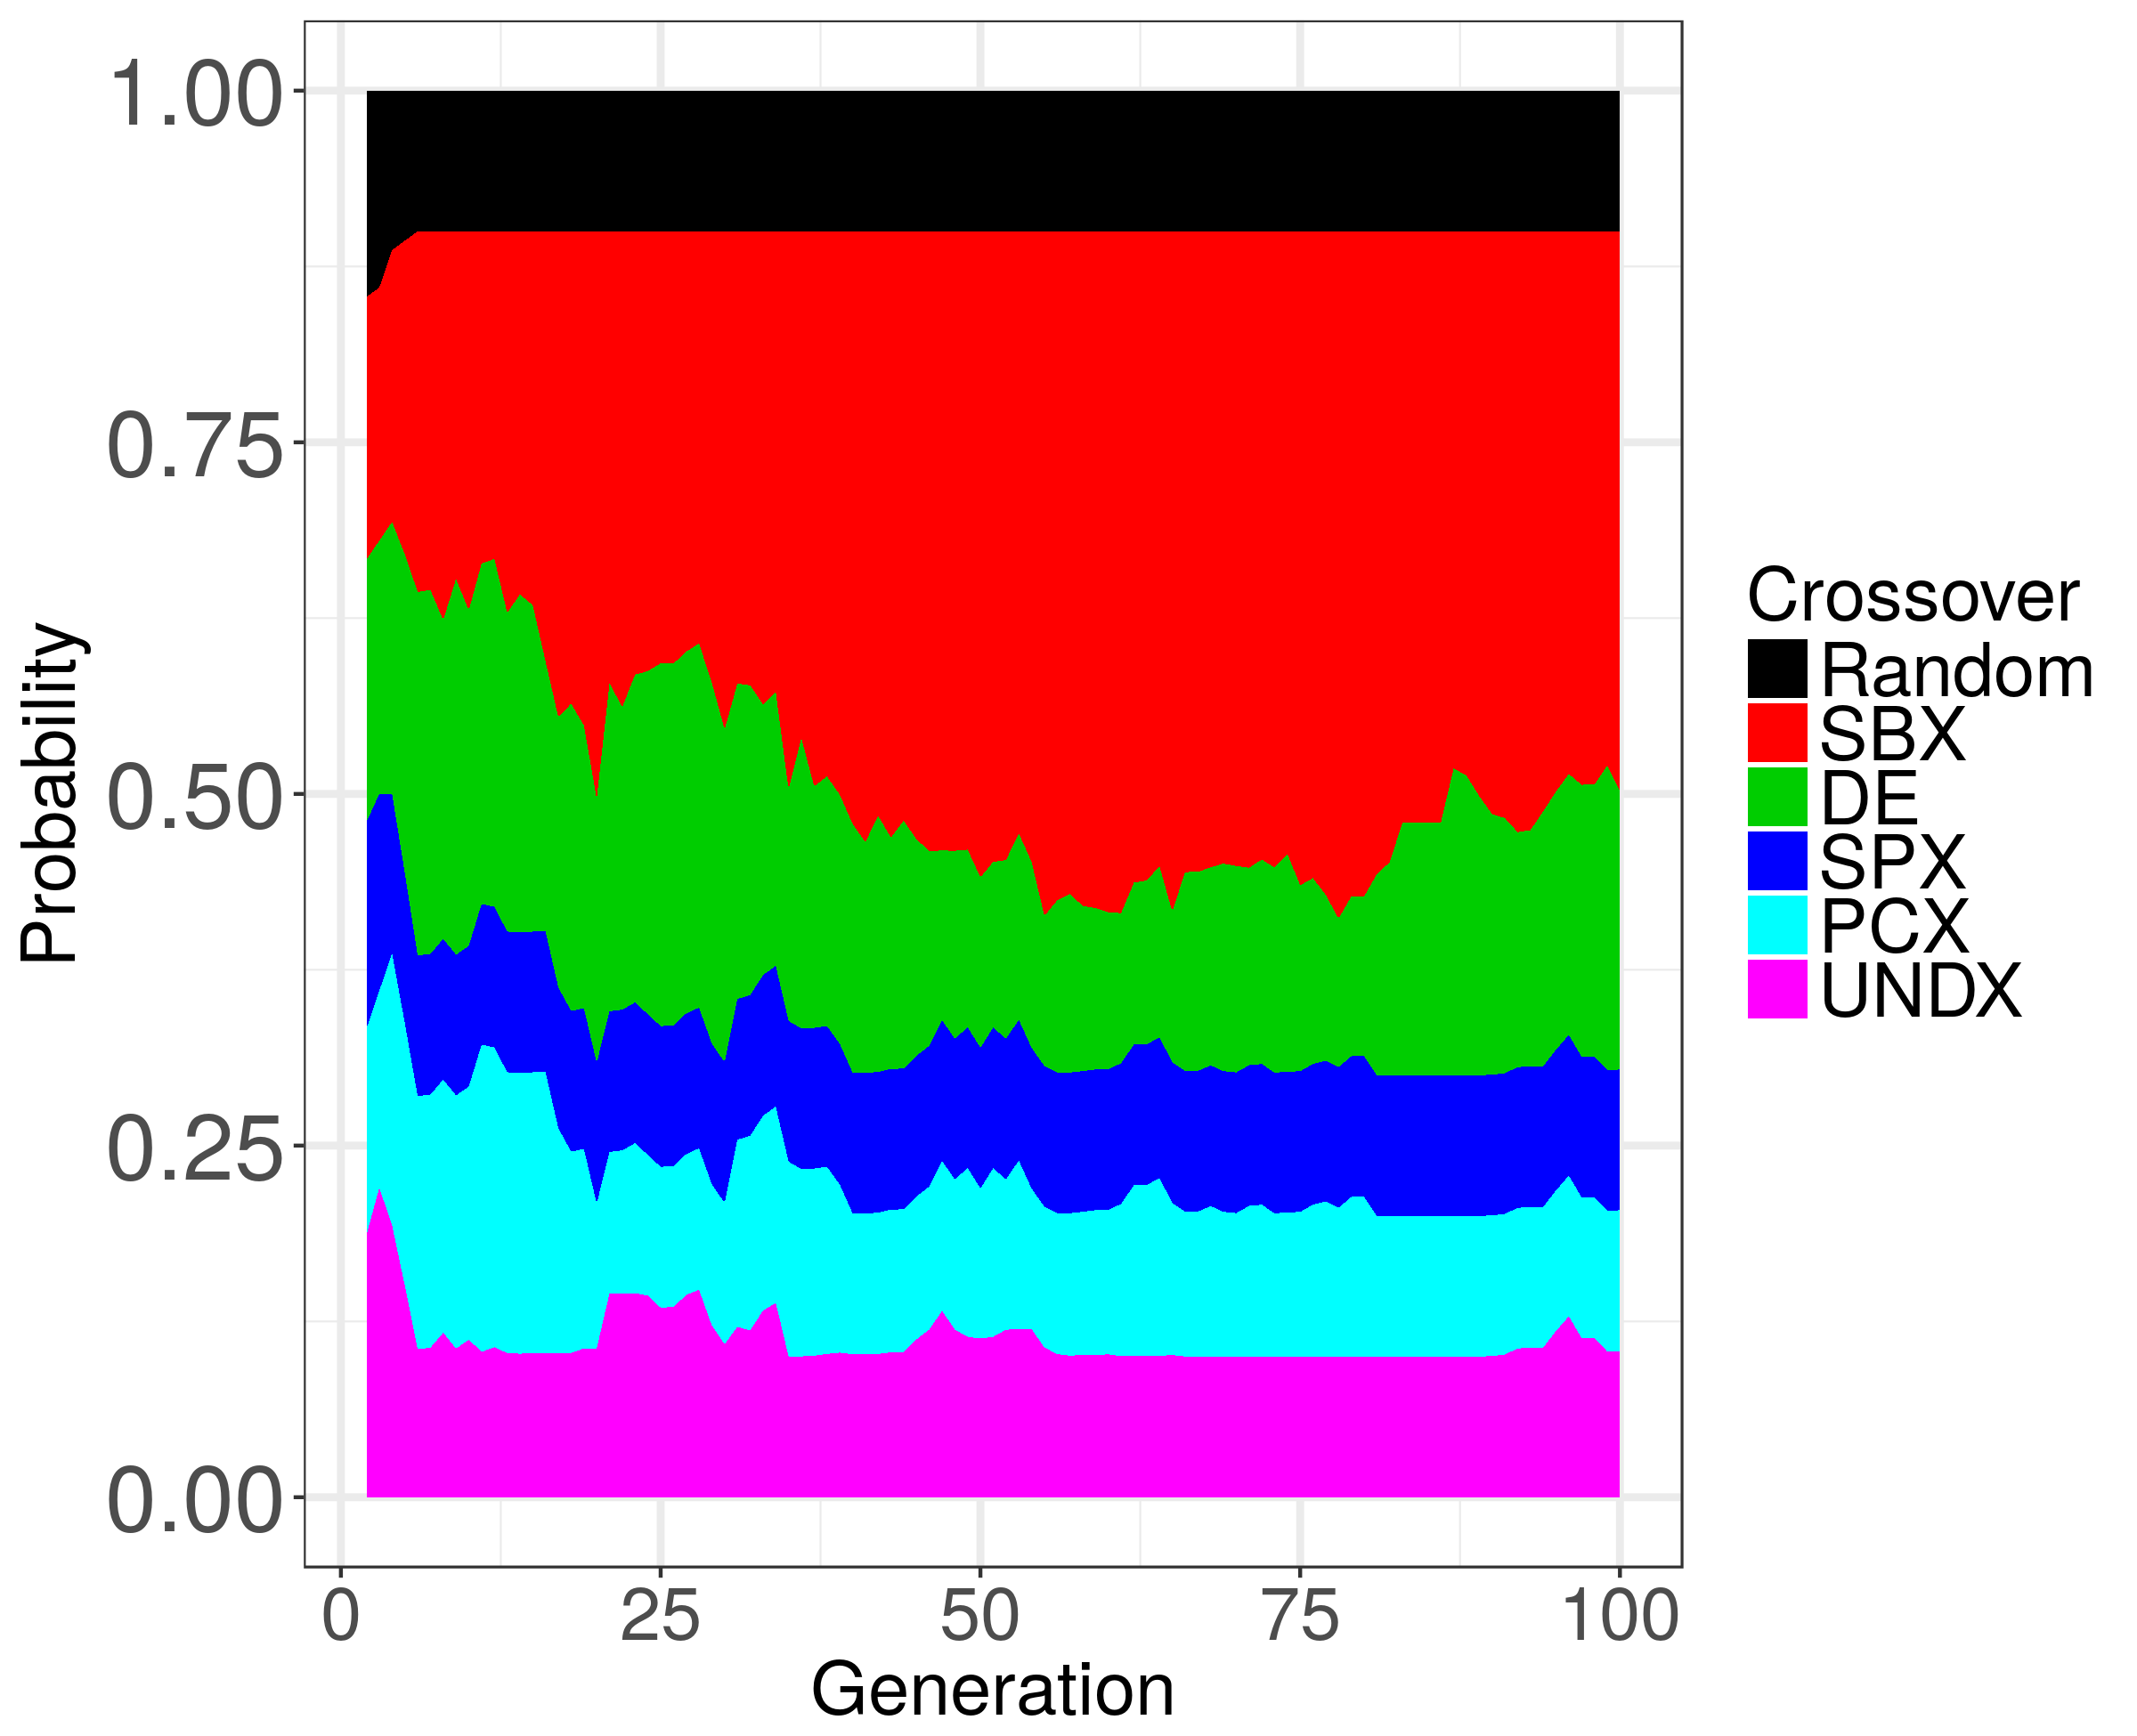 1.00
0.75
0.50
0.25
0.00
Probability
0
25
50
75
100
Generation
Crossover
Random
SBX
DE
SPX
PCX
UNDX